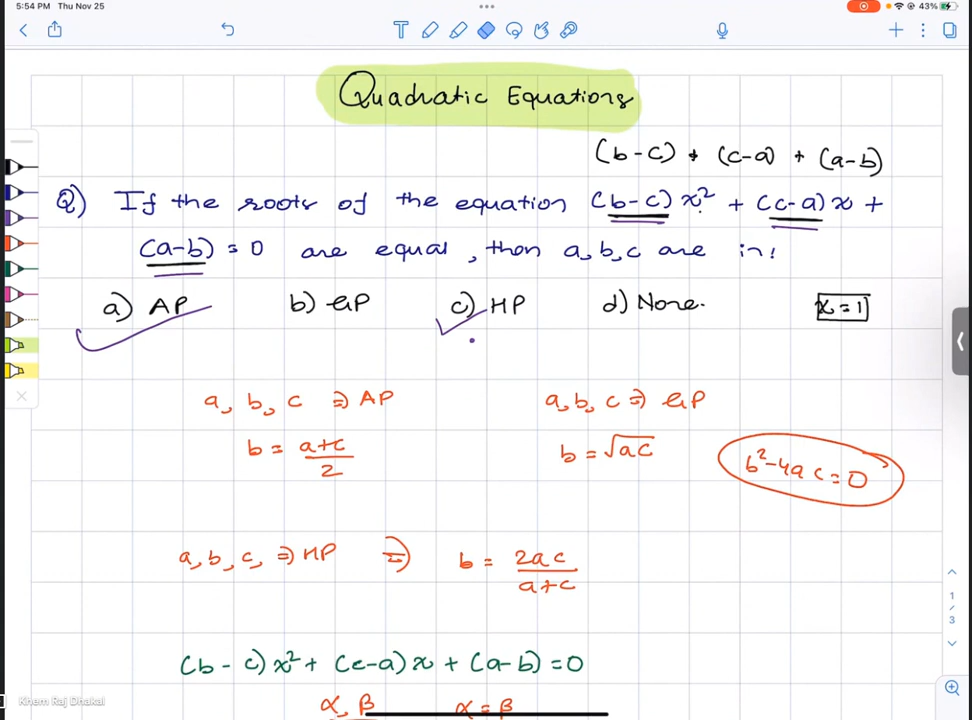 5:54 PM Thu Nov 25
43%
Quadratic Equations
(b-c) + (c-a) + (a-b)
Q) If the roots of the equation (b-c)x² + (c-a)x +
(a-b) = 0 are equal, then a,b,c are in:
a) AP b) GP c) HP d) None. x=1
a, b, c ⇒ AP a,b, c ⇒ GP
b = a+c/2 b = √ac b²-4ac=0
a,b,c, ⇒ HP ⇒ b = 2ac/a+c
(b-c)x² + (c-a)x + (a-b) = 0
α, β α = β
1/3
Khem Raj Dhakal